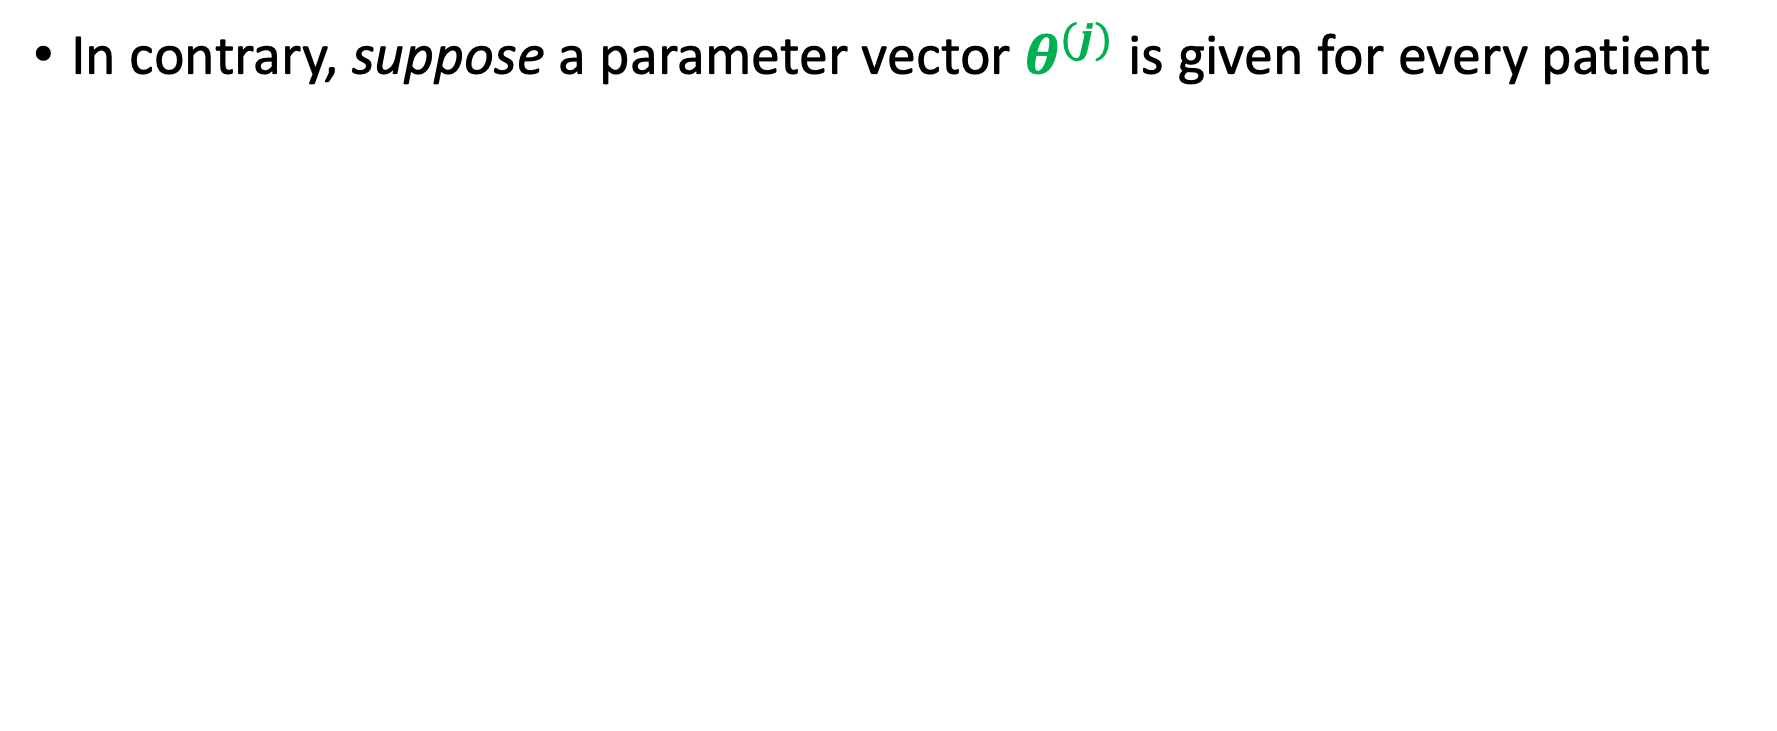 • In contrary, suppose a parameter vector θ^(j) is given for every patient